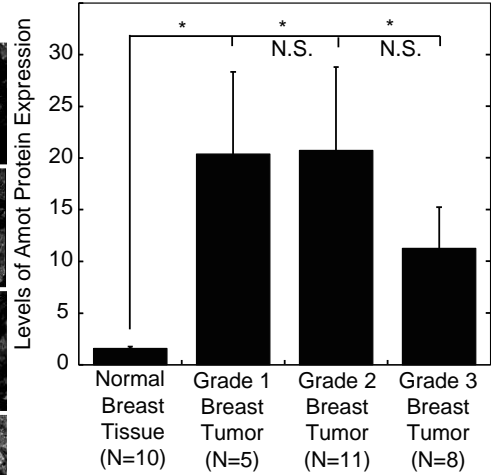 * * *
N.S. N.S.
Levels of Amot Protein Expression
30
25
20
15
10
5
0
Normal Breast Tissue (N=10)
Grade 1 Breast Tumor (N=5)
Grade 2 Breast Tumor (N=11)
Grade 3 Breast Tumor (N=8)